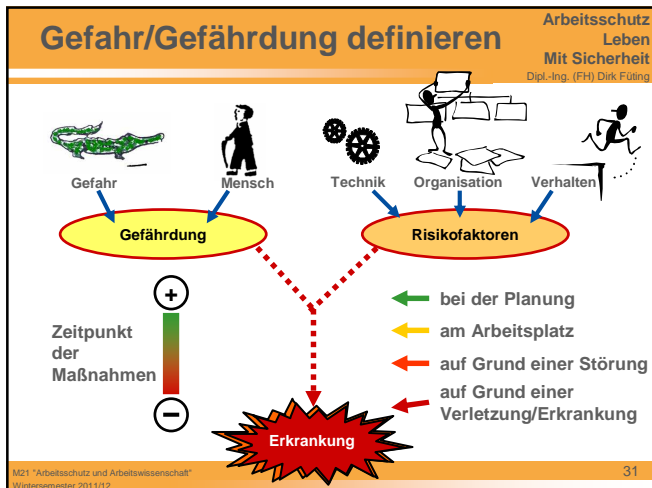 Gefahr/Gefährdung definieren
Arbeitsschutz
Leben
Mit Sicherheit
Dipl.-Ing. (FH) Dirk Füting
Gefahr
Mensch
Technik
Organisation
Verhalten
Gefährdung
Risikofaktoren
+
Zeitpunkt
der
Maßnahmen
−
bei der Planung
am Arbeitsplatz
auf Grund einer Störung
auf Grund einer
Verletzung/Erkrankung
Erkrankung
M21 "Arbeitsschutz und Arbeitswissenschaft"
Wintersemester 2011/12
31